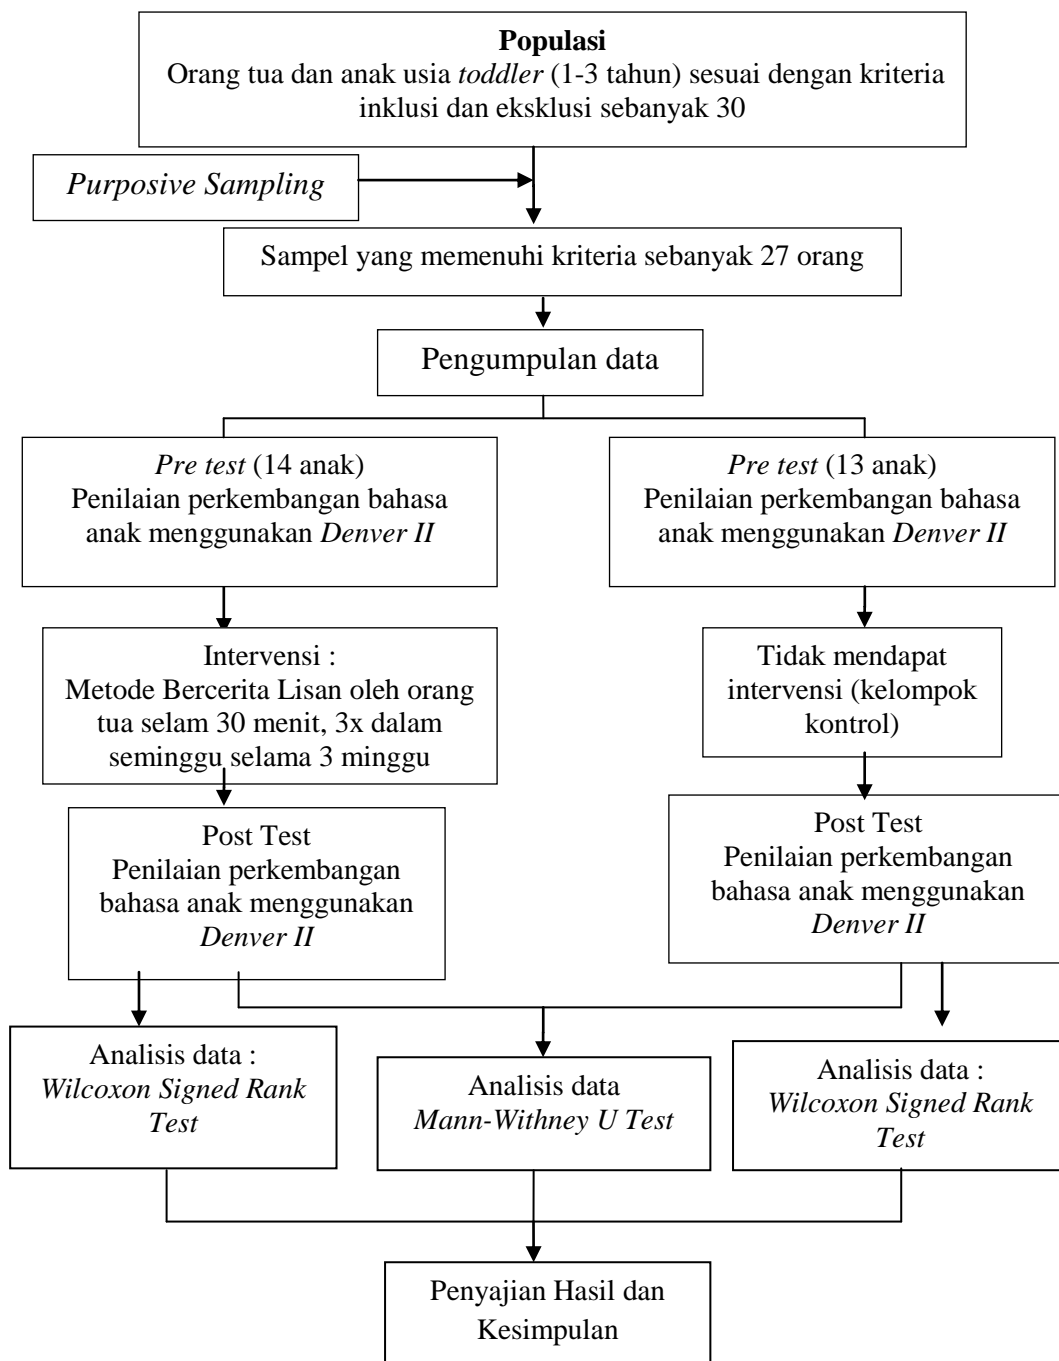 Populasi
Orang tua dan anak usia toddler (1-3 tahun) sesuai dengan kriteria
inklusi dan eksklusi sebanyak 30
Purposive Sampling
Sampel yang memenuhi kriteria sebanyak 27 orang
Pengumpulan data
Pre test (14 anak)
Penilaian perkembangan bahasa
anak menggunakan Denver II
Pre test (13 anak)
Penilaian perkembangan bahasa
anak menggunakan Denver II
Intervensi :
Metode Bercerita Lisan oleh orang
tua selam 30 menit, 3x dalam
seminggu selama 3 minggu
Tidak mendapat
intervensi (kelompok
kontrol)
Post Test
Penilaian perkembangan
bahasa anak menggunakan
Denver II
Post Test
Penilaian perkembangan
bahasa anak menggunakan
Denver II
Analisis data :
Wilcoxon Signed Rank
Test
Analisis data
Mann-Withney U Test
Analisis data :
Wilcoxon Signed Rank
Test
Penyajian Hasil dan
Kesimpulan